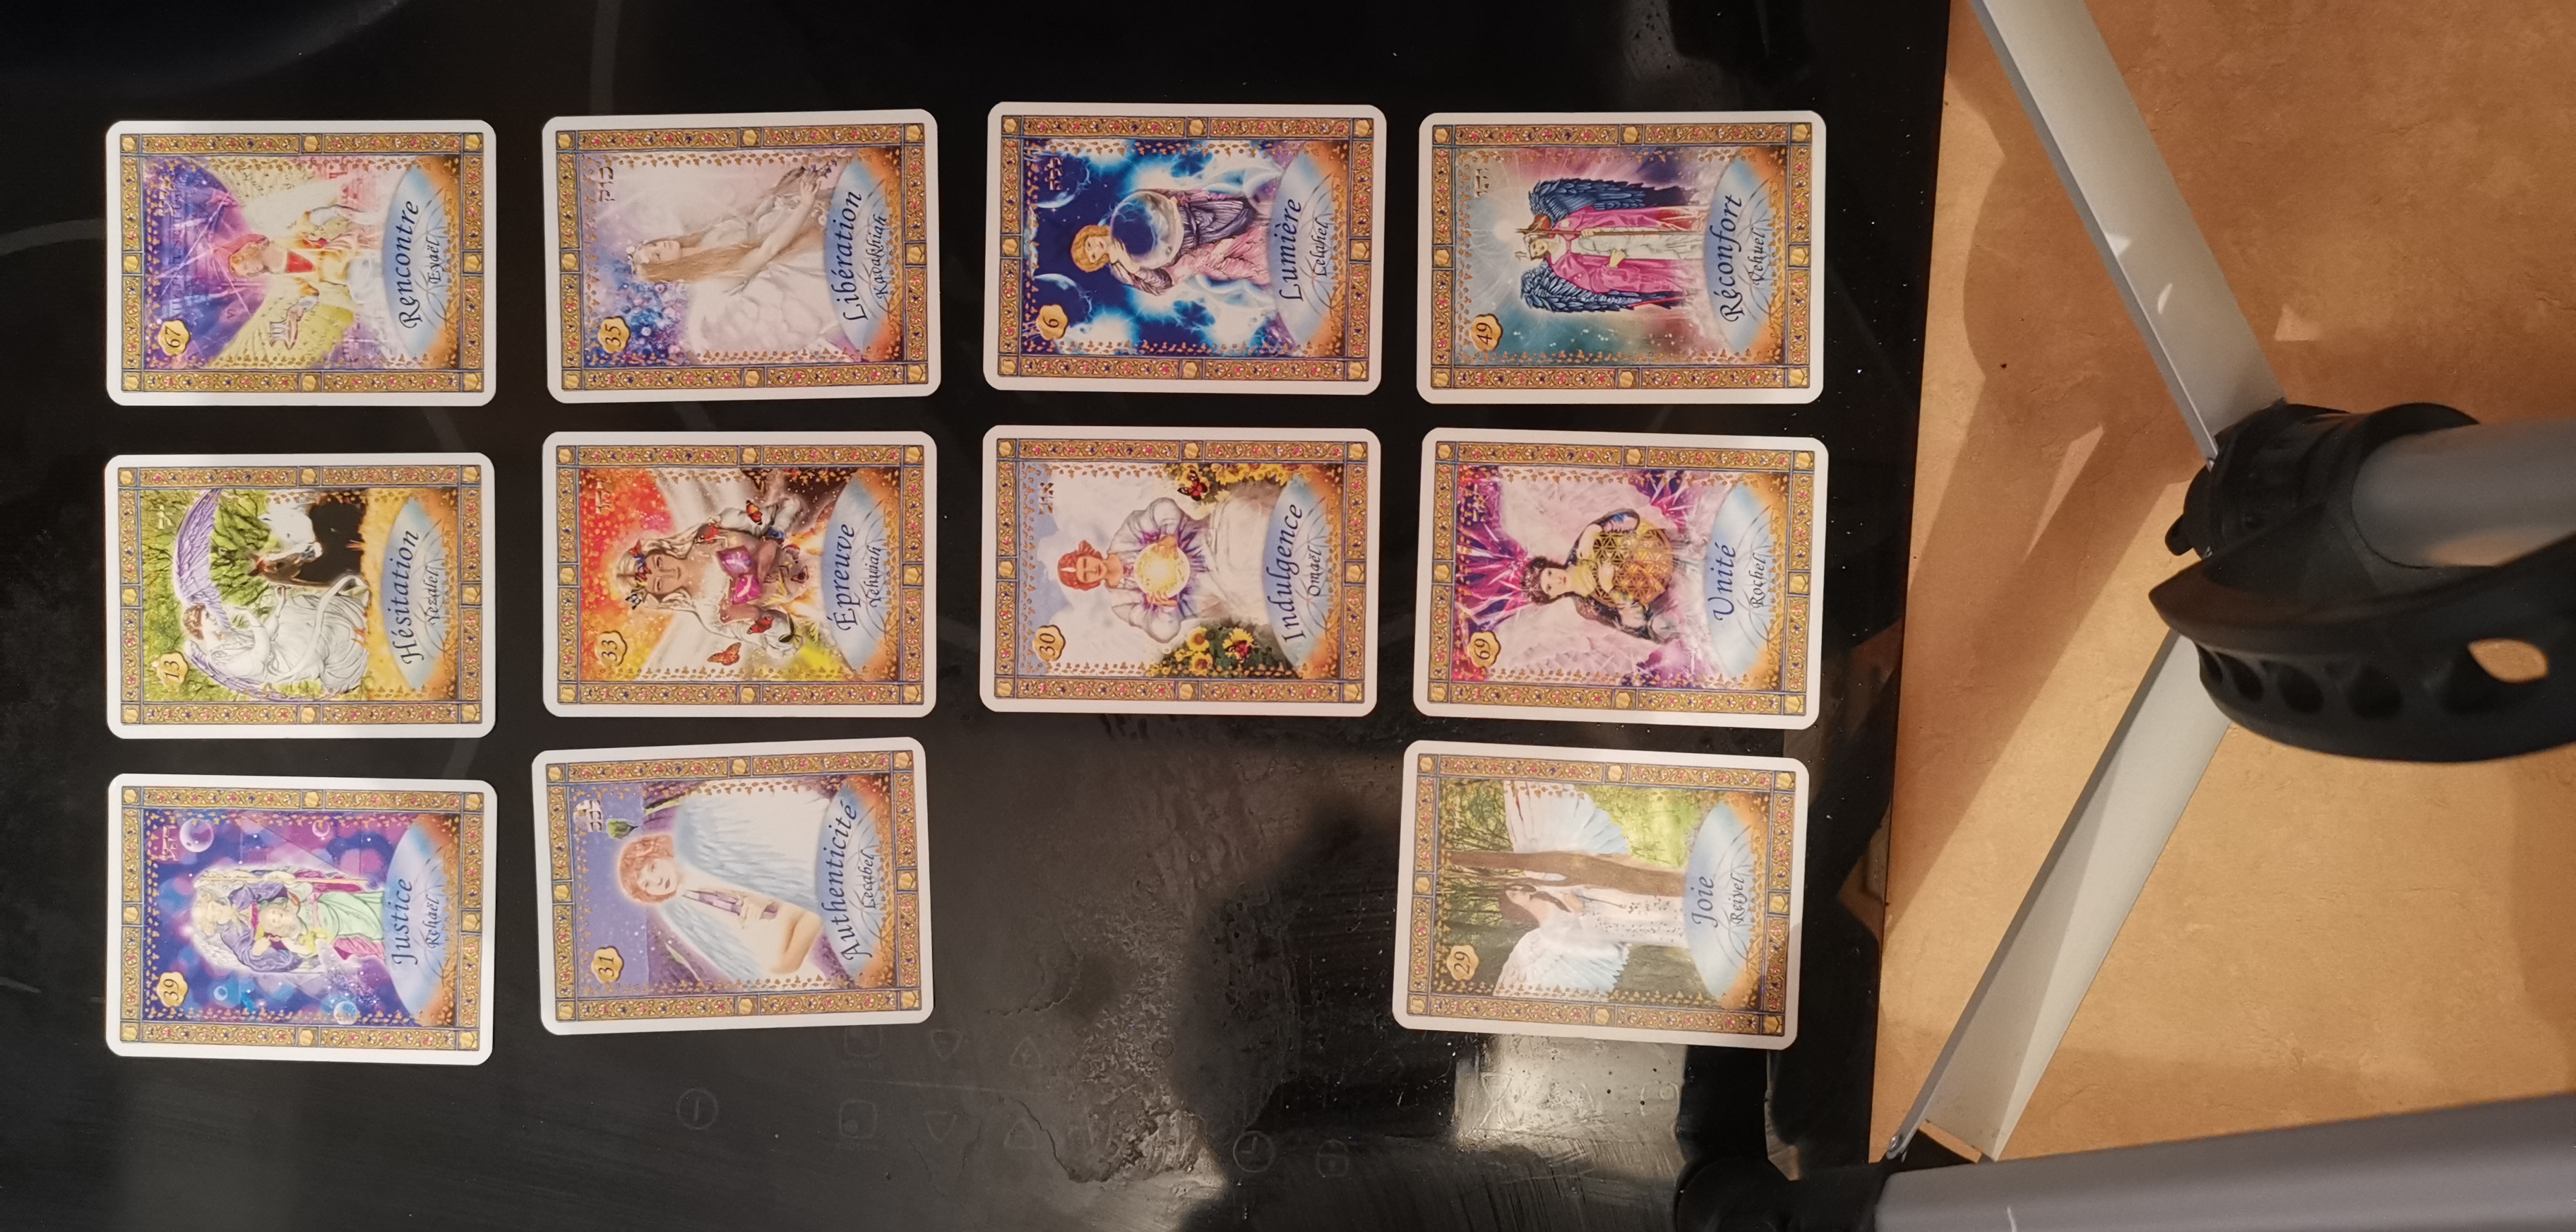 39
Justice
Rehaël
13
Hésitation
Yezalel
67
Rencontre
Eyaël
31
Authenticité
Lecabel
33
Épreuve
Yehuiah
35
Libération
Kavakhiah
30
Indulgence
Omaël
6
Lumière
Lelahel
29
Joie
Reiyel
69
Unité
Rochel
49
Réconfort
Vehuel